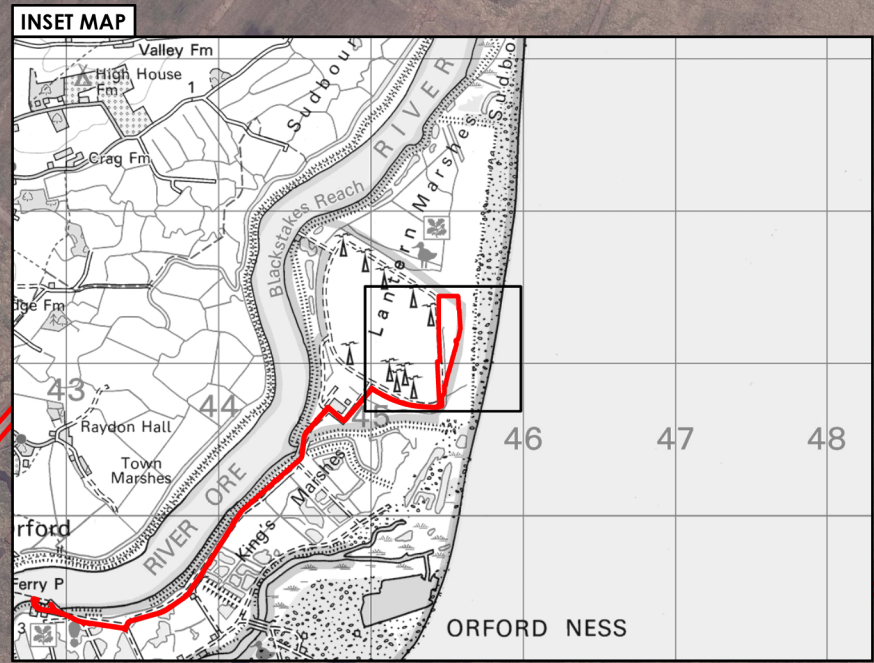 INSET MAP
Valley Fm
High House
Fm
1
Sudbour
Sudbo
RIVER
Crag Fm
Blackstakes Reach
Lantern Marshes
dge Fm
43
44
45
46
47
48
Raydon Hall
Town
Marshes
RIVER ORE
King's Marshes
rford
Ferry P
3
ORFORD NESS